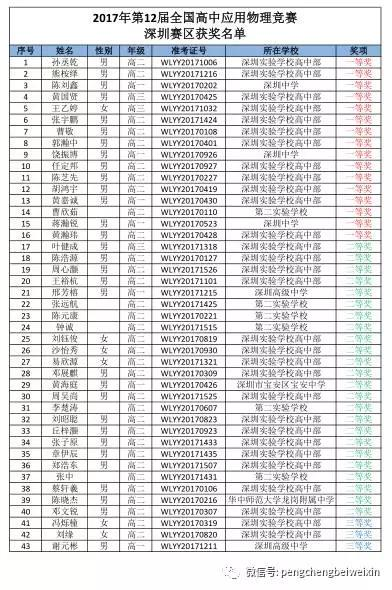 2017年第12届全国高中应用物理竞赛
深圳赛区获奖名单
序号 姓名 性别 年级 准考证号 所在学校 奖项
1 孙丞乾 男 高二 WLYY20171006 深圳实验学校高中部 一等奖
2 熊桉绎 男 高二 WLYY20171216 深圳实验学校高中部 一等奖
3 陈刘鑫 男 高一 WLYY20170202 深圳中学 一等奖
4 黄国贤 男 高三 WLYY20170425 深圳实验学校高中部 一等奖
5 王乙婷 女 高三 WLYY20171032 深圳实验学校高中部 一等奖
6 张宇鹏 男 高二 WLYY20171424 深圳实验学校高中部 一等奖
7 曹敬 男 高二 WLYY20170108 深圳实验学校高中部 一等奖
8 郭瀚中 男 高二 WLYY20170401 深圳实验学校高中部 一等奖
9 饶振博 男 高一 WLYY20170926 深圳中学 一等奖
10 任定邦 男 高二 WLYY20170927 深圳实验学校高中部 一等奖
11 陈芝先 男 高二 WLYY20170227 深圳实验学校高中部 一等奖
12 胡鸿宇 男 高二 WLYY20170419 深圳实验学校高中部 一等奖
13 黄嘉诚 男 高二 WLYY20170430 深圳实验学校高中部 一等奖
14 曹欣茹 高二 WLYY20170110 第二实验学校 一等奖
15 蒋瀚锐 男 高一 WLYY20170523 深圳中学 一等奖
16 黄瀚玮 男 高二 WLYY20170428 深圳实验学校高中部 一等奖
17 叶健成 男 高三 WLYY20171318 深圳实验学校高中部 二等奖
18 陈浩源 男 高二 WLYY20170127 深圳实验学校高中部 二等奖
19 周心灏 男 高二 WLYY20171526 深圳实验学校高中部 二等奖
20 王裕杭 男 高二 WLYY20171101 深圳实验学校高中部 二等奖
21 邢芳榕 男 高一 WLYY20171215 深圳高级中学 二等奖
22 张远航 高二 WLYY20171425 第二实验学校 二等奖
23 陈元康 高二 WLYY20170221 第二实验学校 二等奖
24 钟诚 高二 WLYY20171515 第二实验学校 二等奖
25 刘钰俊 女 高二 WLYY20170819 深圳实验学校高中部 二等奖
26 沙怡秀 女 高二 WLYY20170930 深圳实验学校高中部 二等奖
27 易欣源 女 高二 WLYY20171321 深圳实验学校高中部 二等奖
28 邓展麒 男 高二 WLYY20170309 深圳实验学校高中部 二等奖
29 黄海庭 男 高一 WLYY20170426 深圳市宝安区宝安中学 二等奖
30 周吴尚 男 高二 WLYY20171525 深圳实验学校高中部 二等奖
31 李楚涛 高二 WLYY20170607 第二实验学校 二等奖
32 刘昭聪 男 高二 WLYY20170823 深圳实验学校高中部 二等奖
33 丘梓灏 男 高二 WLYY20170923 深圳实验学校高中部 二等奖
34 张子原 男 高二 WLYY20171433 深圳实验学校高中部 二等奖
35 章伊辰 男 高二 WLYY20171435 深圳实验学校高中部 二等奖
36 郑浩东 男 高二 WLYY20171507 深圳实验学校高中部 二等奖
37 张中 高二 WLYY20171431 第二实验学校 二等奖
38 蔡轩羲 男 高二 WLYY20170106 深圳实验学校高中部 二等奖
39 陈晓杰 男 高二 WLYY20170216 华中师范大学龙岗附属中学 二等奖
40 邓文锐 男 高二 WLYY20170307 深圳实验学校高中部 二等奖
41 冯烁橦 女 高二 WLYY20170319 深圳实验学校高中部 三等奖
42 刘缘 女 高二 WLYY20170820 深圳实验学校高中部 三等奖
43 谢元彬 男 高一 WLYY20171211 深圳高级中学 三等奖
微信号: pengchengbeiweixin